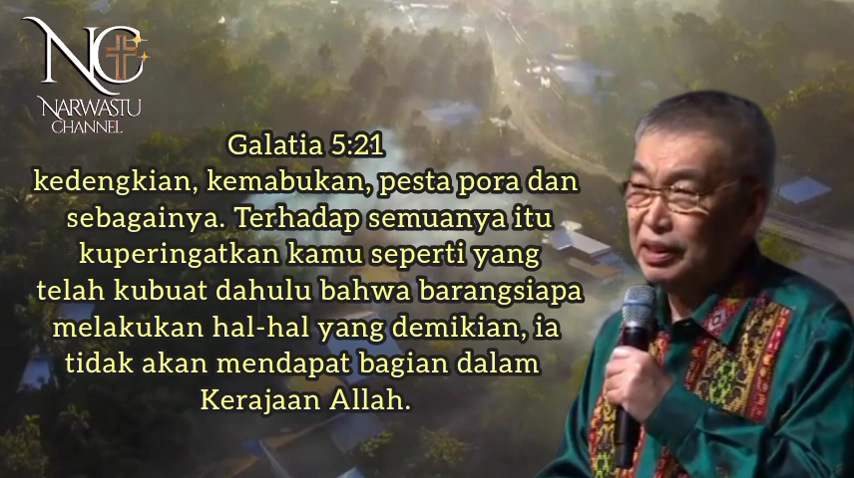 NC
NARWASTU
CHANNEL
Galatia 5:21
kedengkian, kemabukan, pesta pora dan
sebagainya. Terhadap semuanya itu
kuperingatkan kamu seperti yang
telah kubuat dahulu bahwa barangsiapa
melakukan hal-hal yang demikian, ia
tidak akan mendapat bagian dalam
Kerajaan Allah.